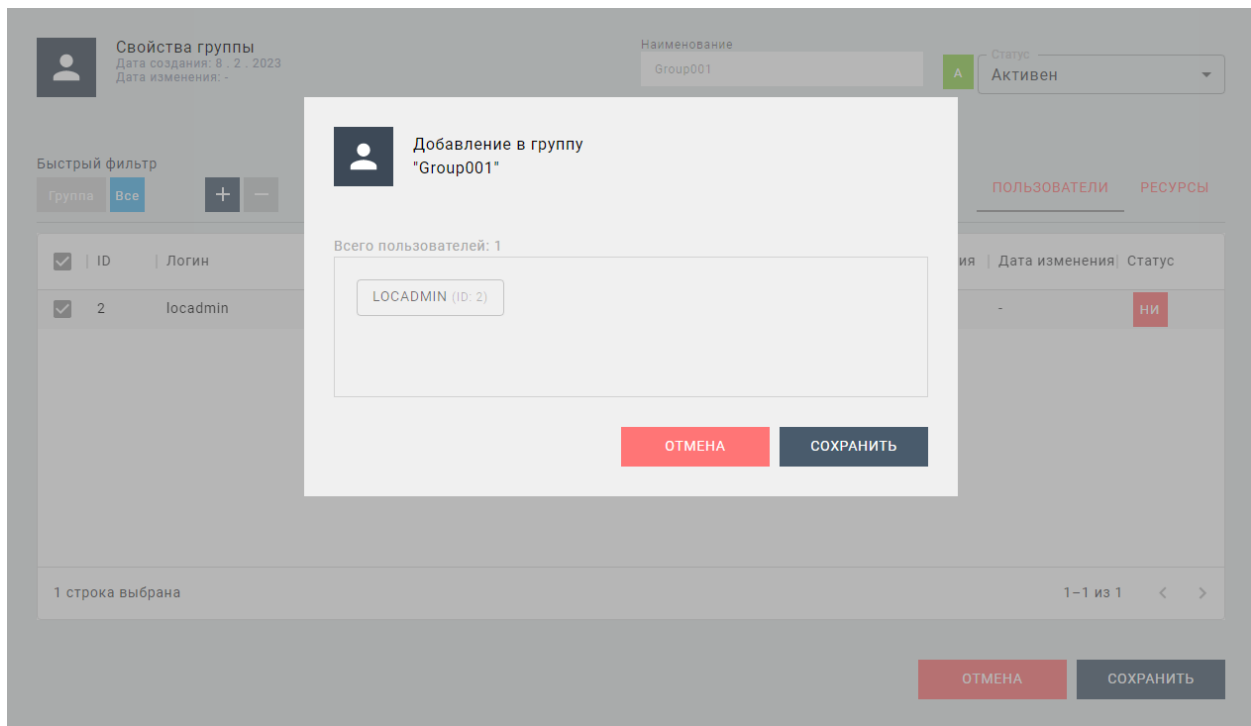 Свойства группы
Дата создания: 8 . 2 . 2023
Дата изменения: -
Наименование
Group001
А
Статус
Активен
Быстрый фильтр
Группа Все + −
ПОЛЬЗОВАТЕЛИ РЕСУРСЫ
ID | Логин
ия | Дата изменения | Статус
2 locadmin - НИ
Добавление в группу
"Group001"
Всего пользователей: 1
LOCADMIN (ID: 2)
ОТМЕНА СОХРАНИТЬ
1 строка выбрана
1–1 из 1 < >
ОТМЕНА СОХРАНИТЬ